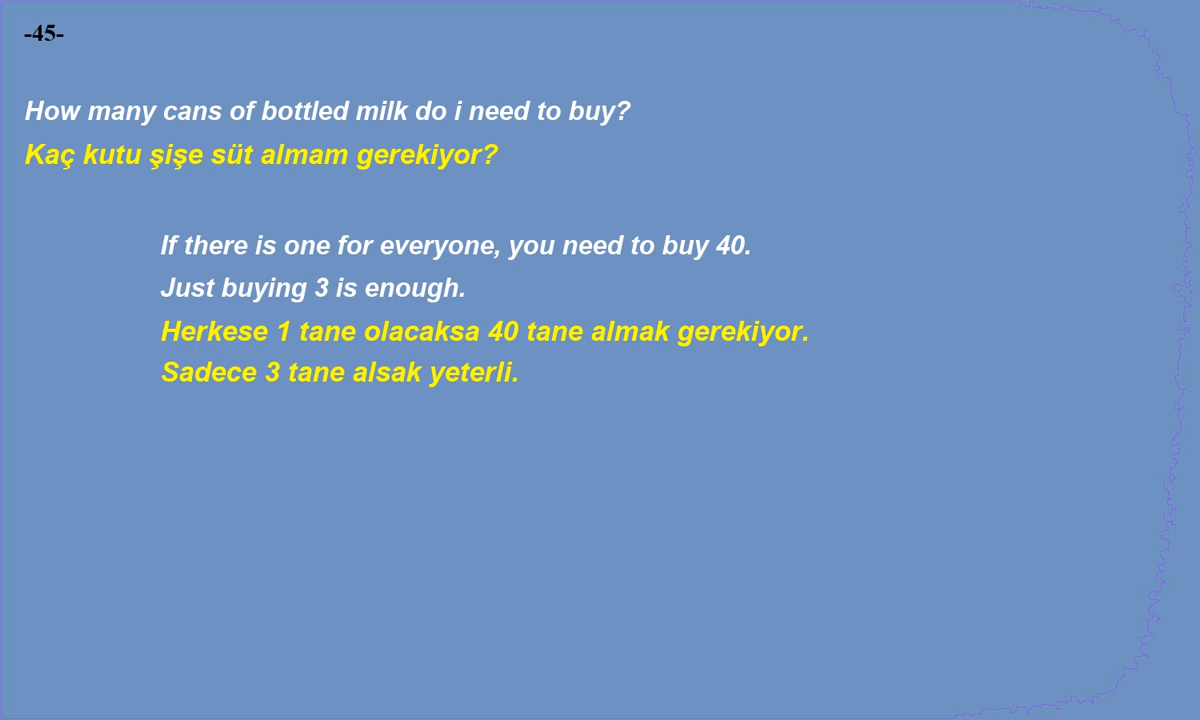 -45-
How many cans of bottled milk do i need to buy?
Kaç kutu şişe süt almam gerekiyor?
If there is one for everyone, you need to buy 40.
Just buying 3 is enough.
Herkese 1 tane olacaksa 40 tane almak gerekiyor.
Sadece 3 tane alsak yeterli.